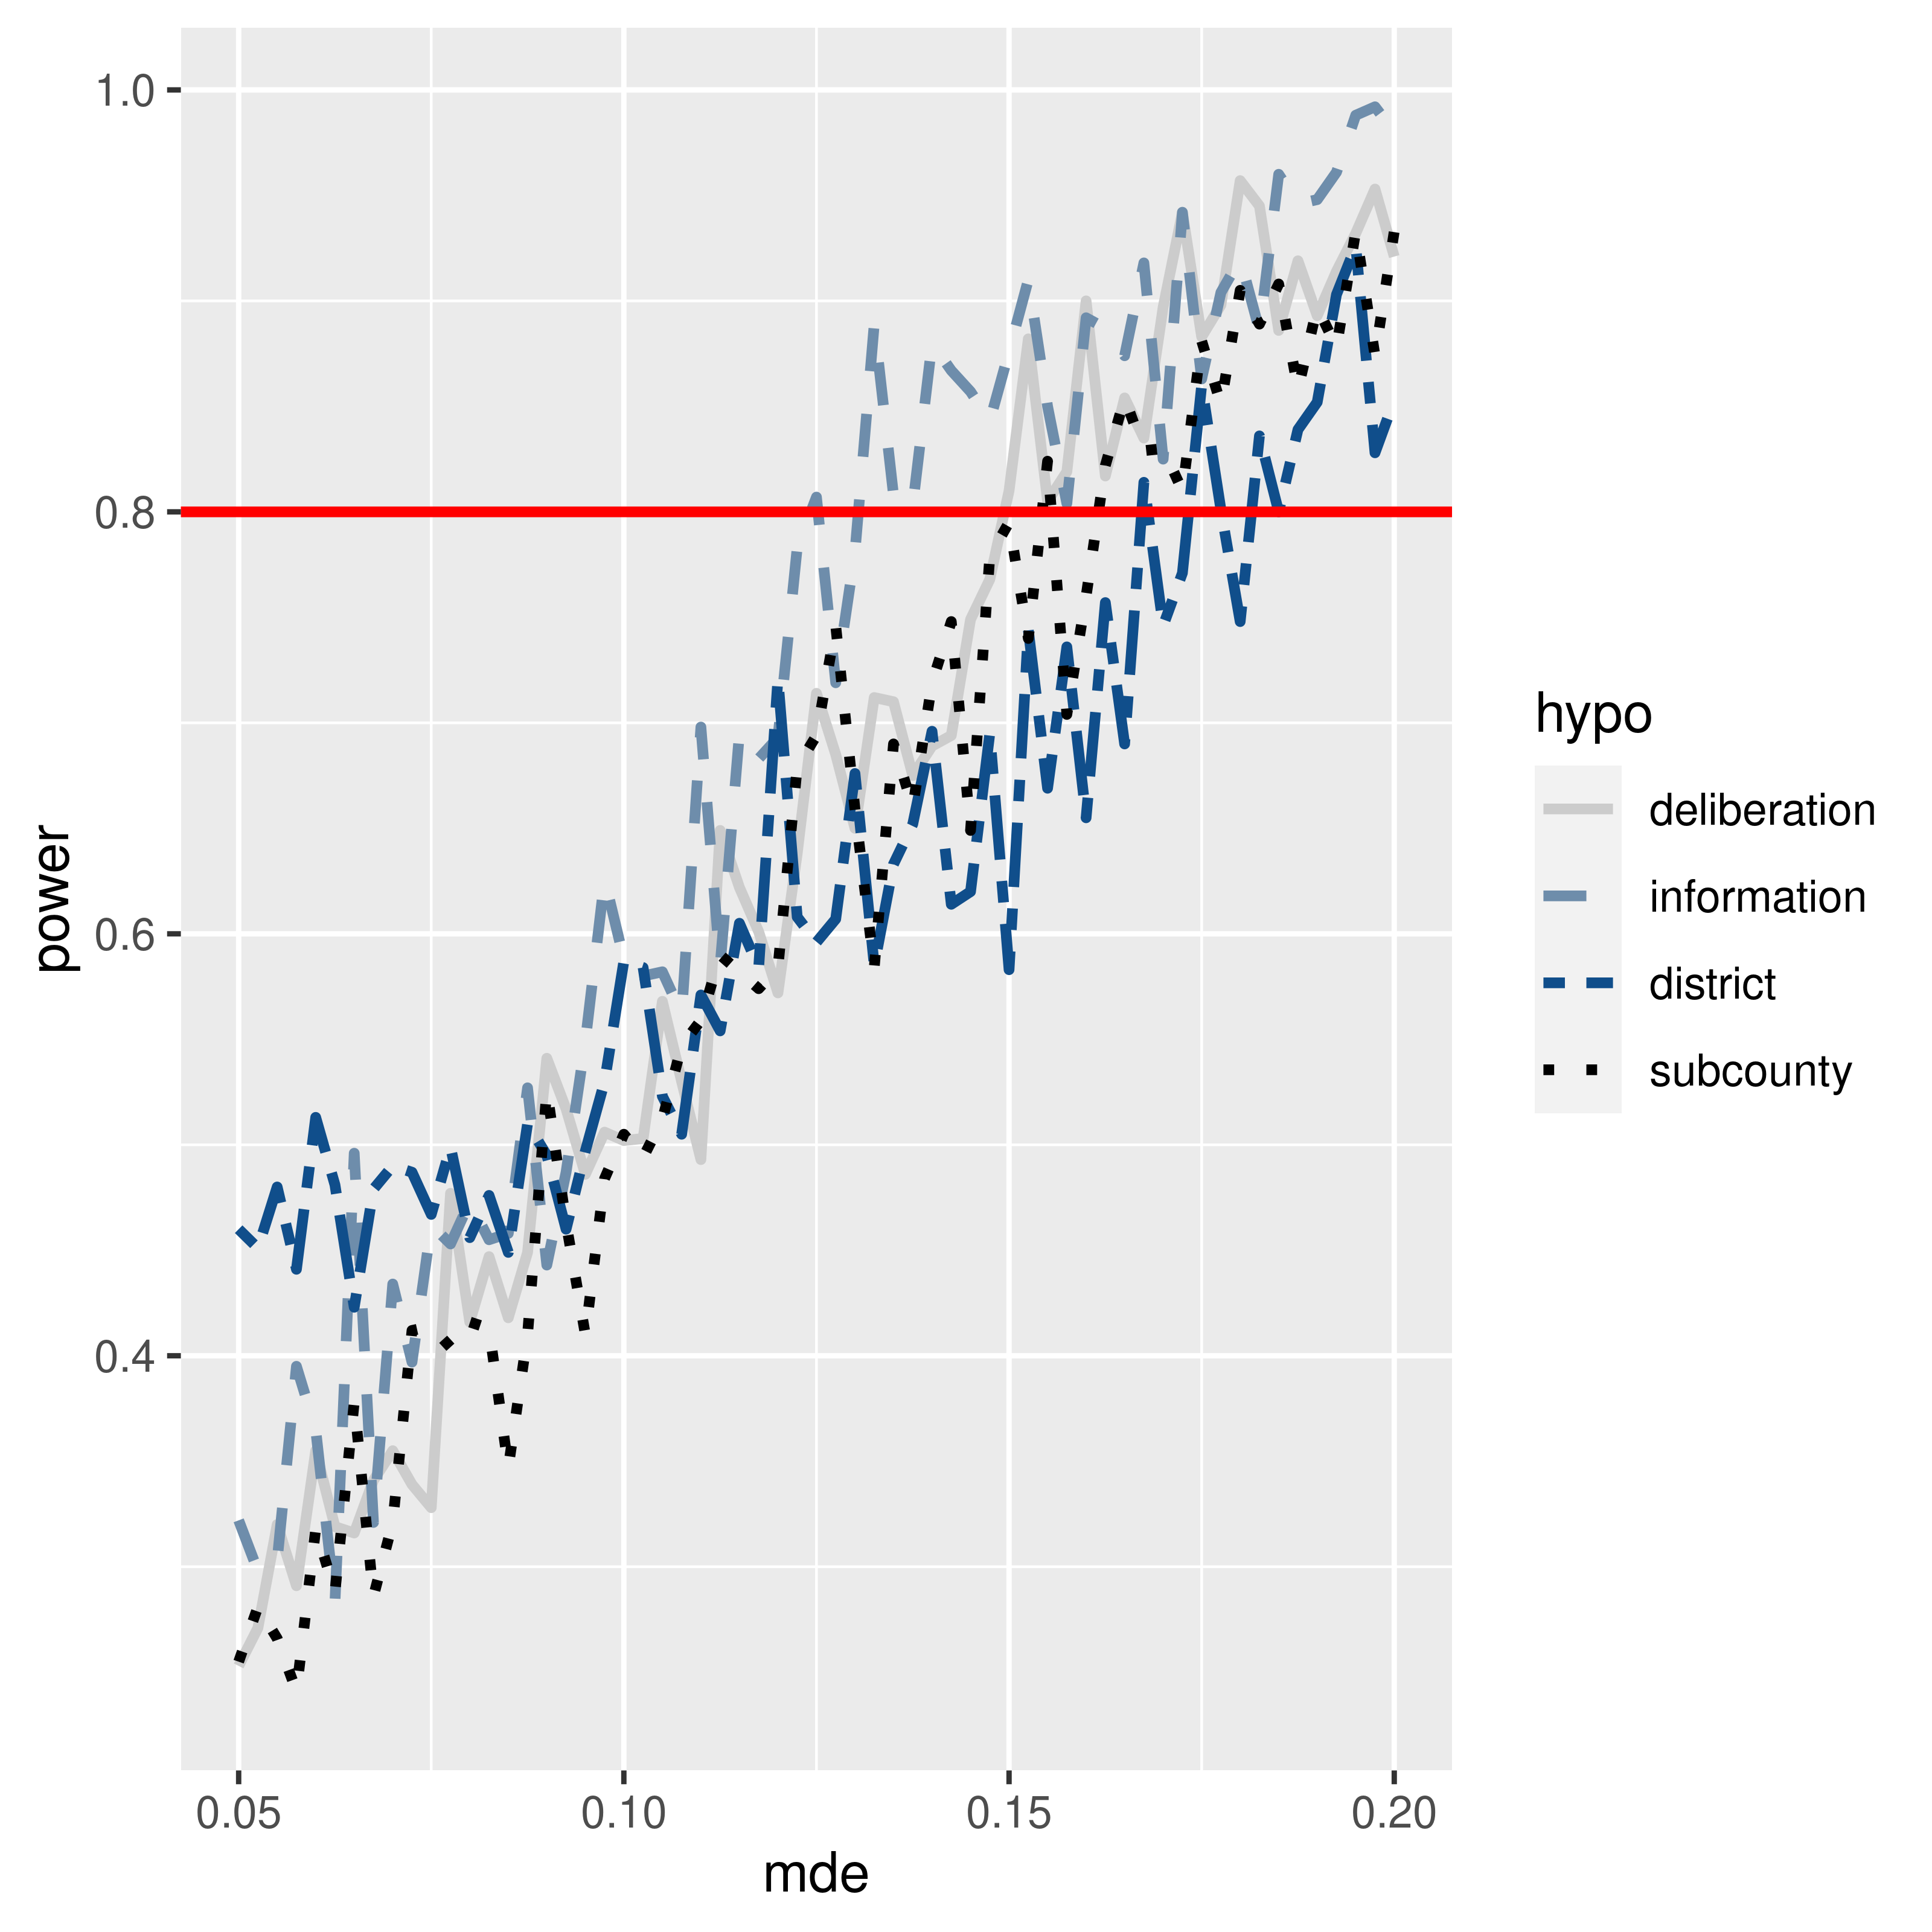 1.0
0.8
0.6
0.4
power
0.05 0.10 0.15 0.20
mde
hypo
deliberation
information
district
subcounty